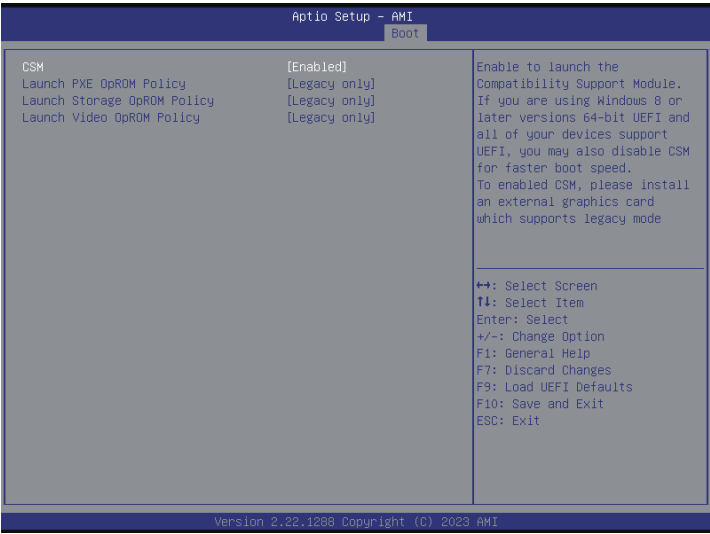 Aptio Setup – AMI
Boot
CSM [Enabled]
Launch PXE OpROM Policy [Legacy only]
Launch Storage OpROM Policy [Legacy only]
Launch Video OpROM Policy [Legacy only]
Enable to launch the
Compatibility Support Module.
If you are using Windows 8 or
later versions 64-bit UEFI and
all of your devices support
UEFI, you may also disable CSM
for faster boot speed.
To enabled CSM, please install
an external graphics card
which supports legacy mode
↔: Select Screen
↑↓: Select Item
Enter: Select
+/-: Change Option
F1: General Help
F7: Discard Changes
F9: Load UEFI Defaults
F10: Save and Exit
ESC: Exit
Version 2.22.1288 Copyright (C) 2023 AMI